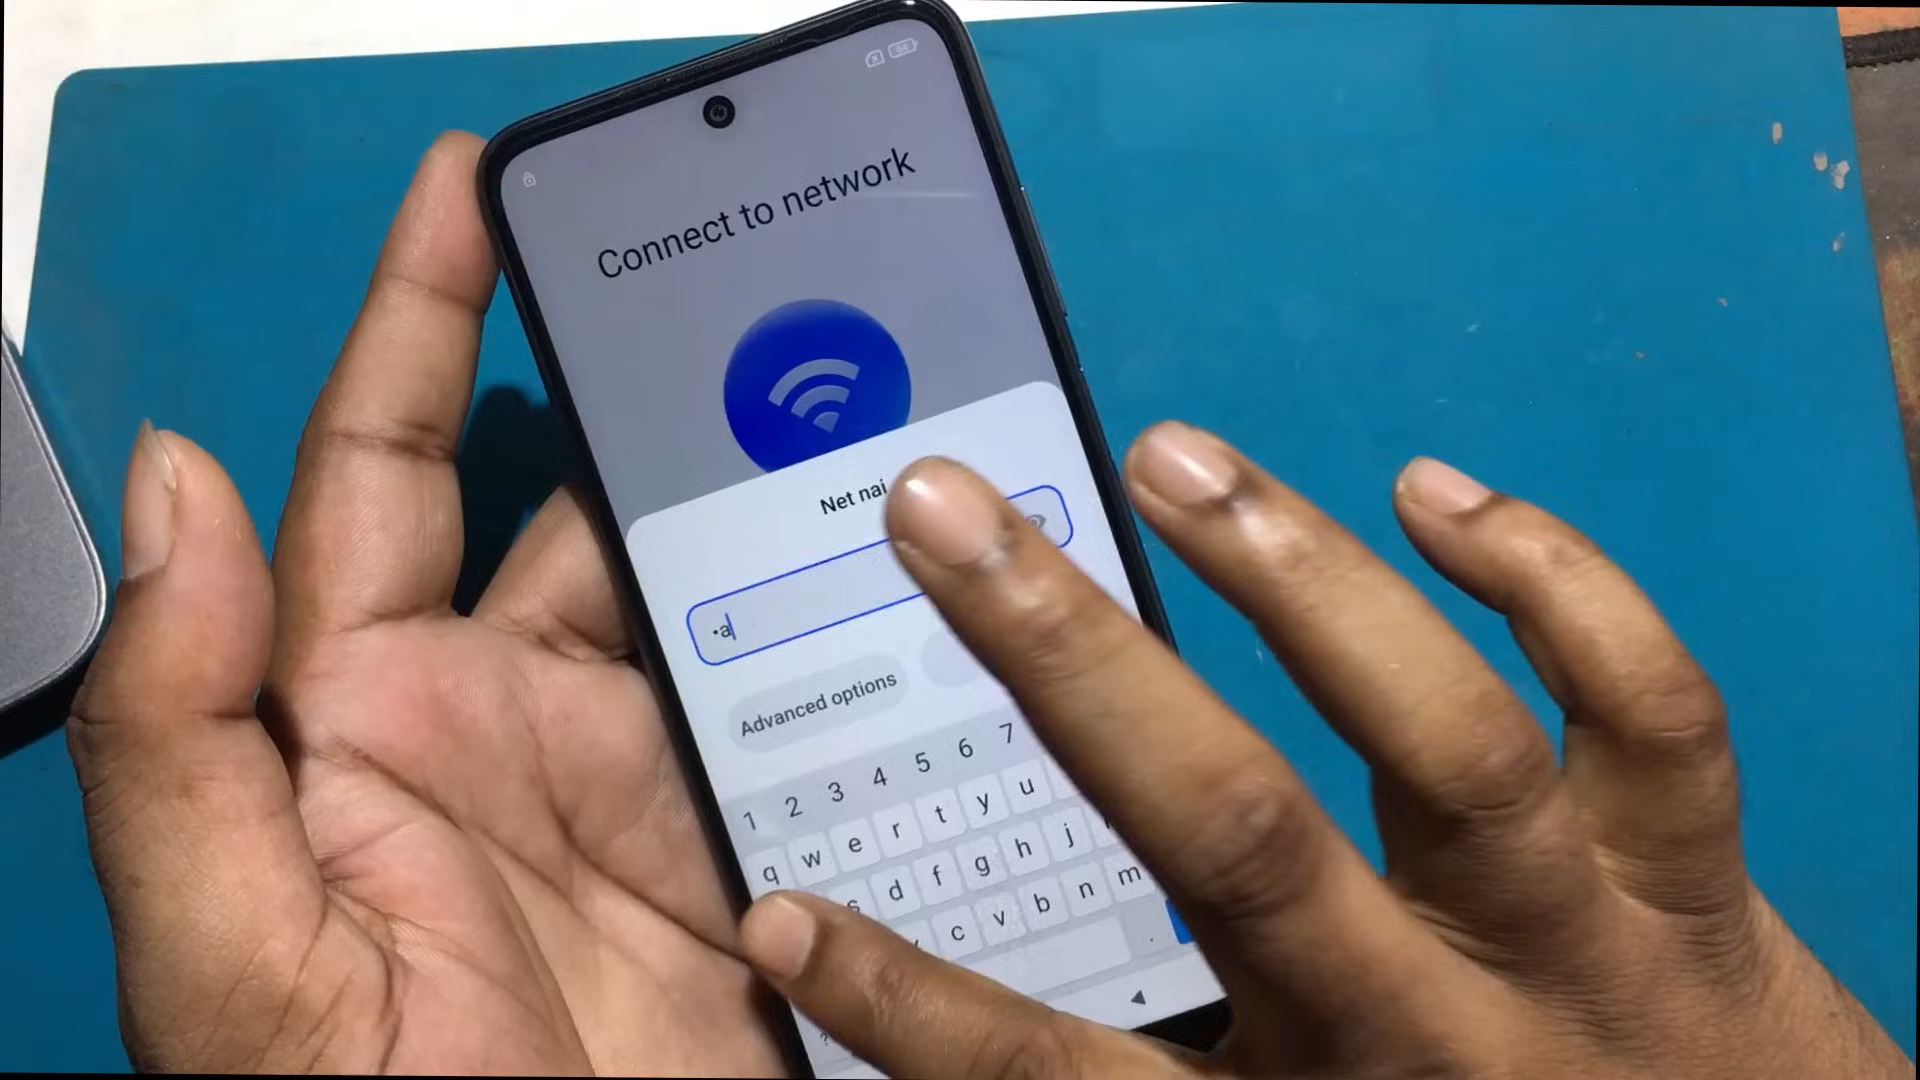 Connect to network
Net nai
•a
Advanced options
1 2 3 4 5 6 7
q w e r t y u
s d f g h j
c v b n m .